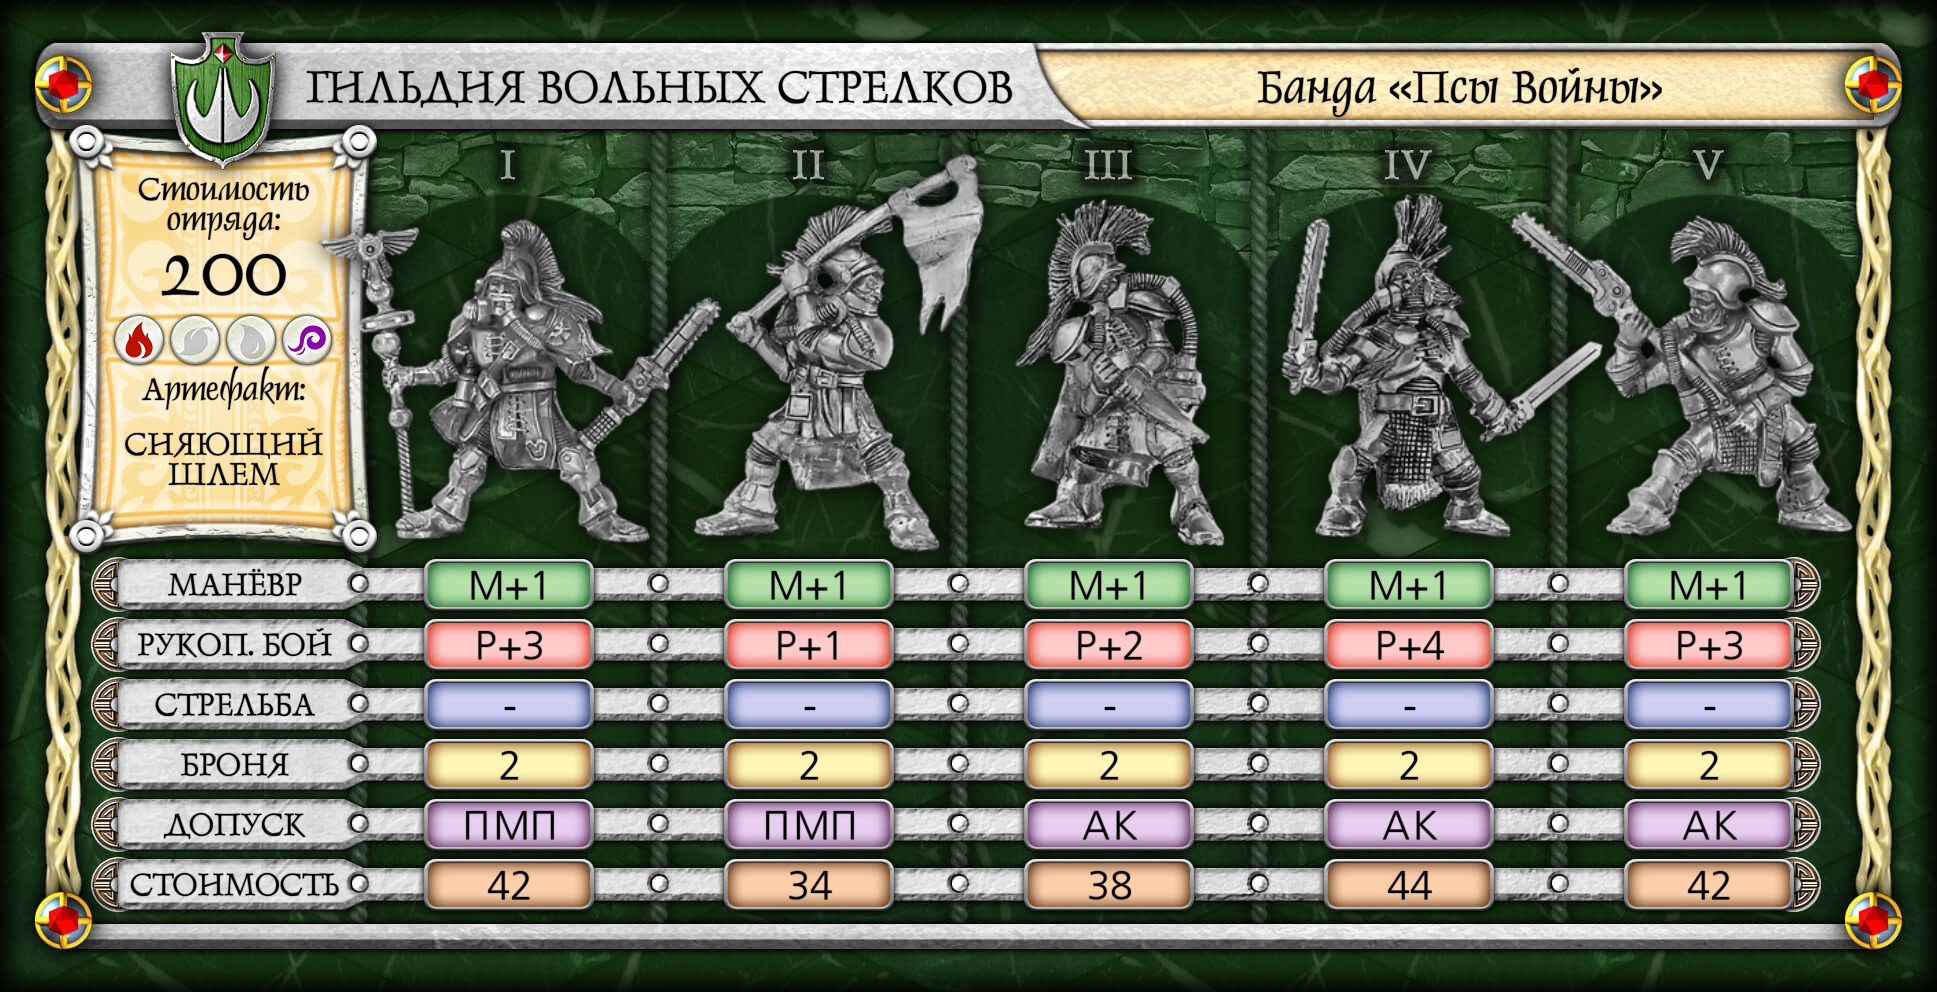 ГИЛЬДИЯ ВОЛЬНЫХ СТРЕЛКОВ
Банда «Псы Войны»
Стоимость
отряда:
200
Артефакт:
СИЯЮЩИЙ
ШЛЕМ
I II III IV V
МАНЁВР М+1 М+1 М+1 М+1 М+1
РУКОП. БОЙ Р+3 Р+1 Р+2 Р+4 Р+3
СТРЕЛЬБА - - - - -
БРОНЯ 2 2 2 2 2
ДОПУСК ПМП ПМП АК АК АК
СТОИМОСТЬ 42 34 38 44 42